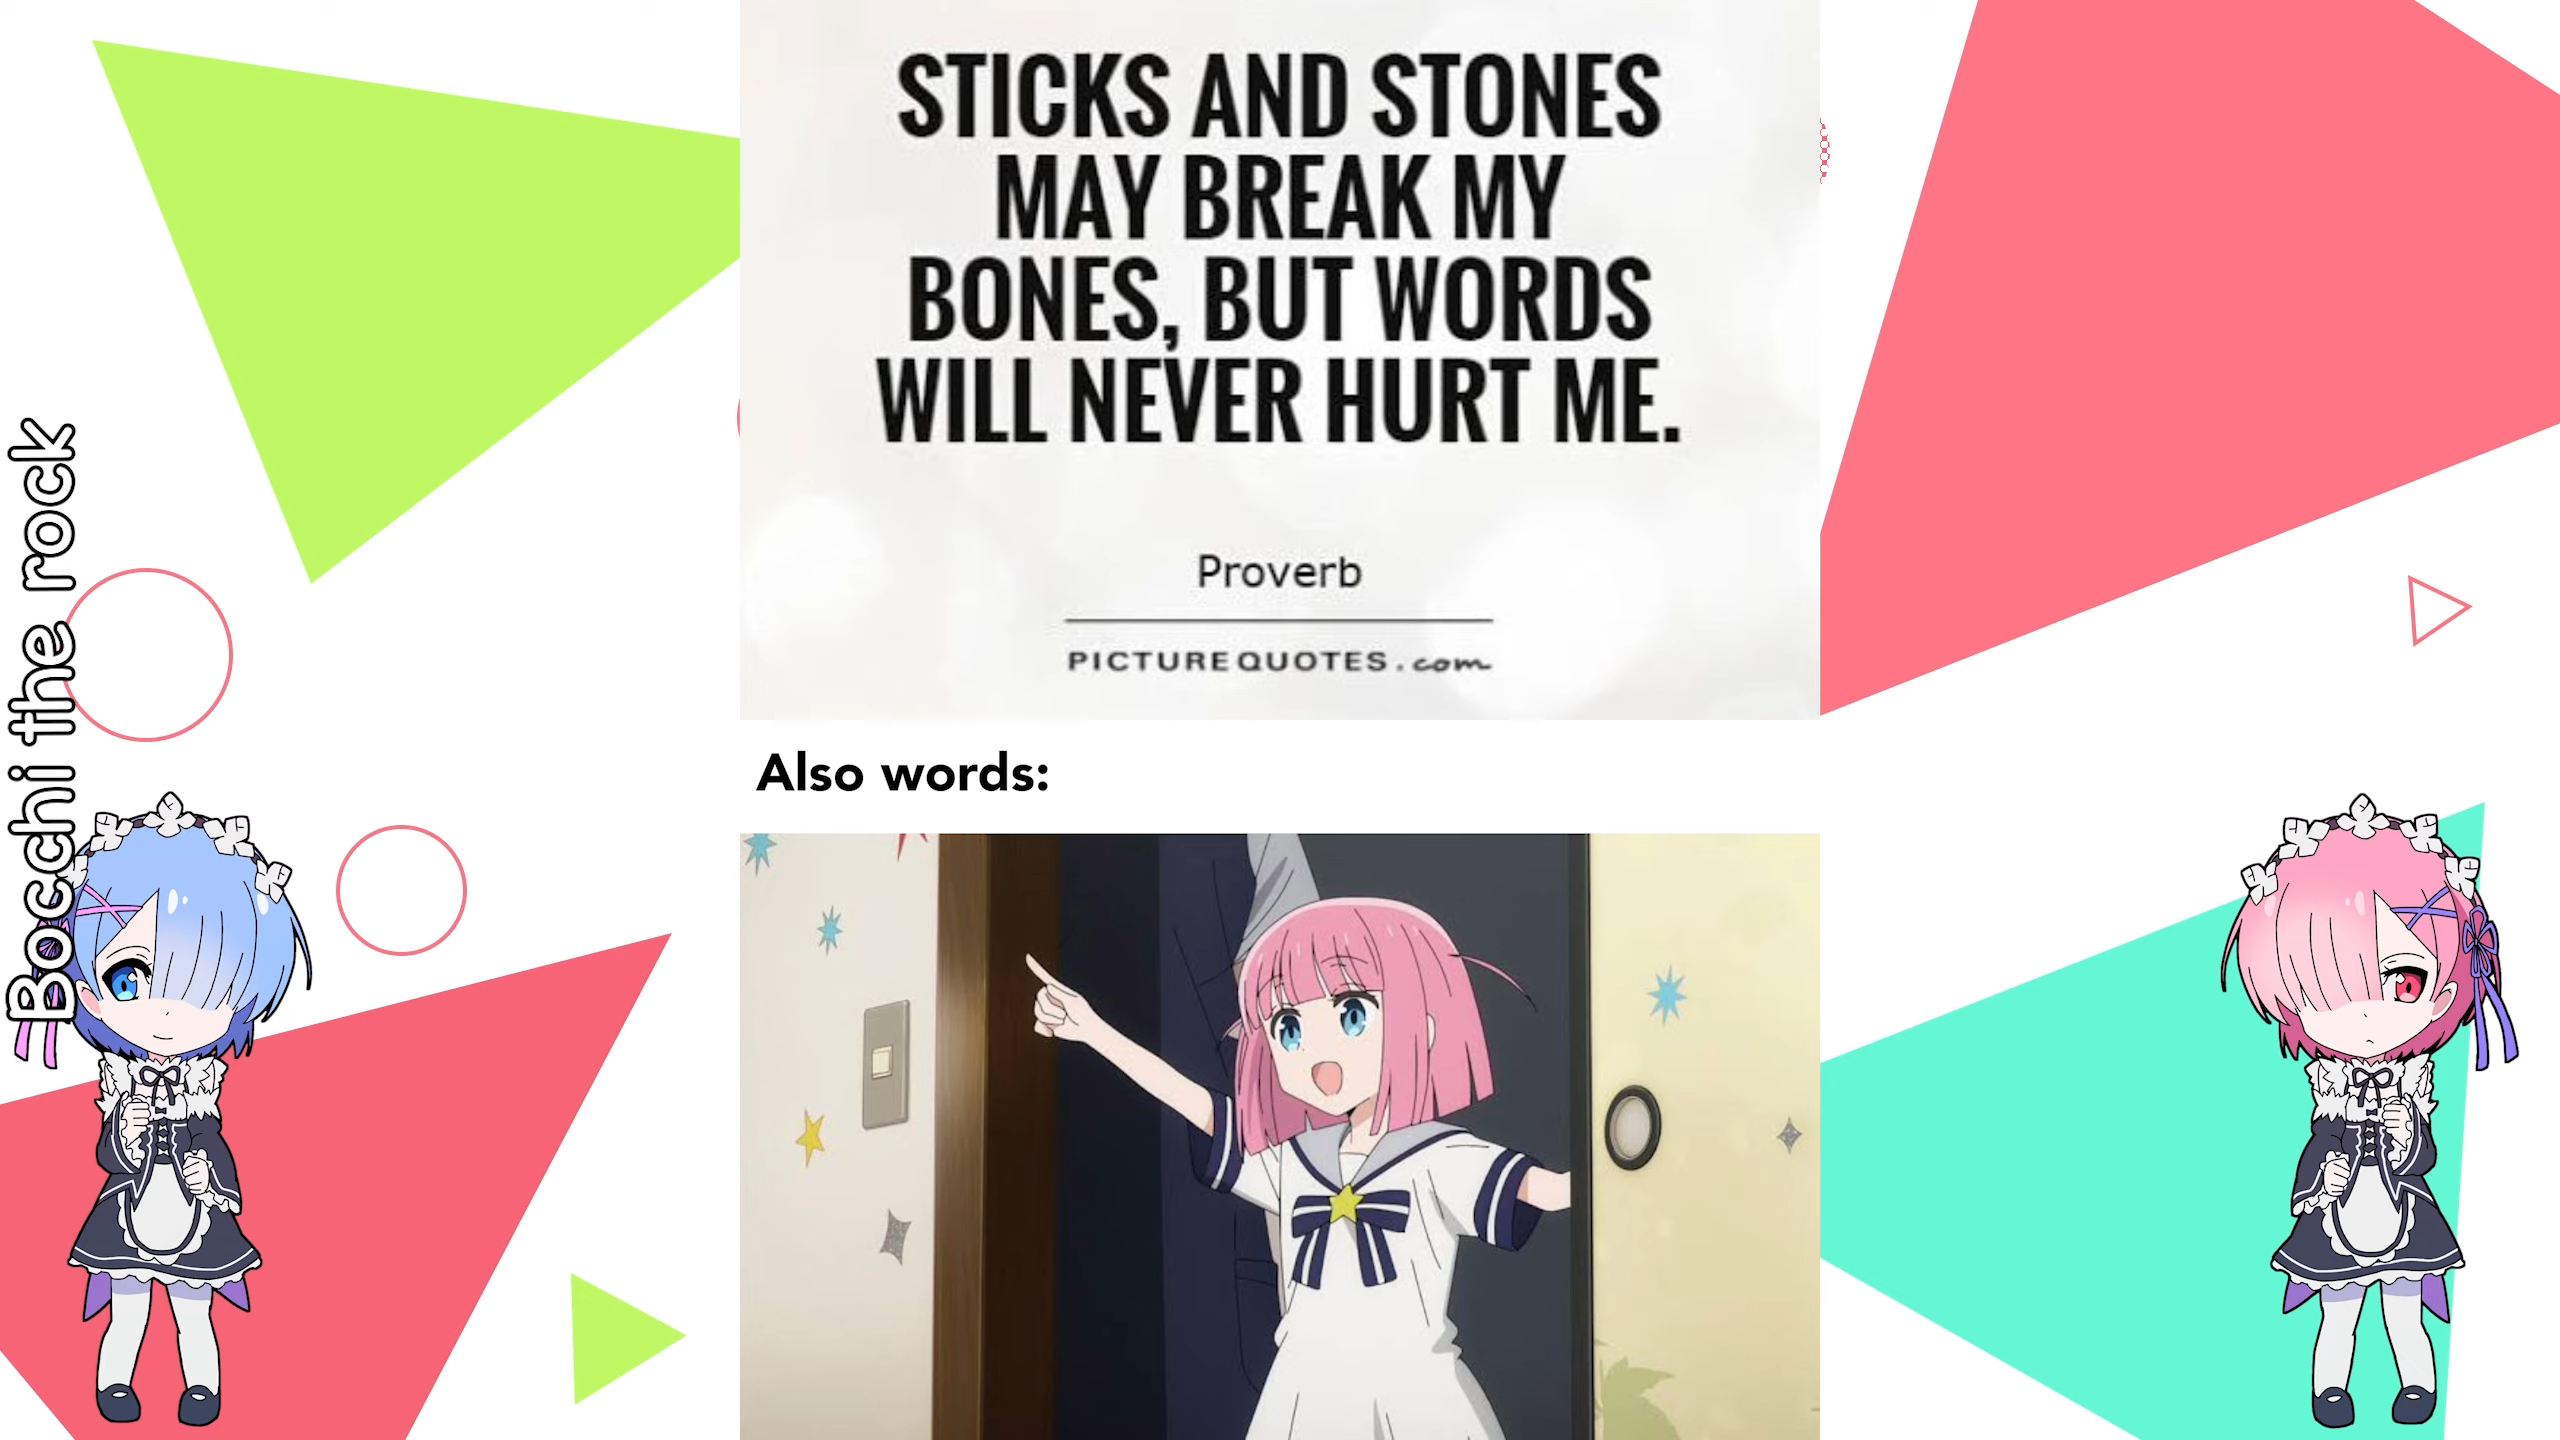 STICKS AND STONES
MAY BREAK MY
BONES, BUT WORDS
WILL NEVER HURT ME.
Proverb
PICTUREQUOTES.com
Also words:
Bocchi the rock